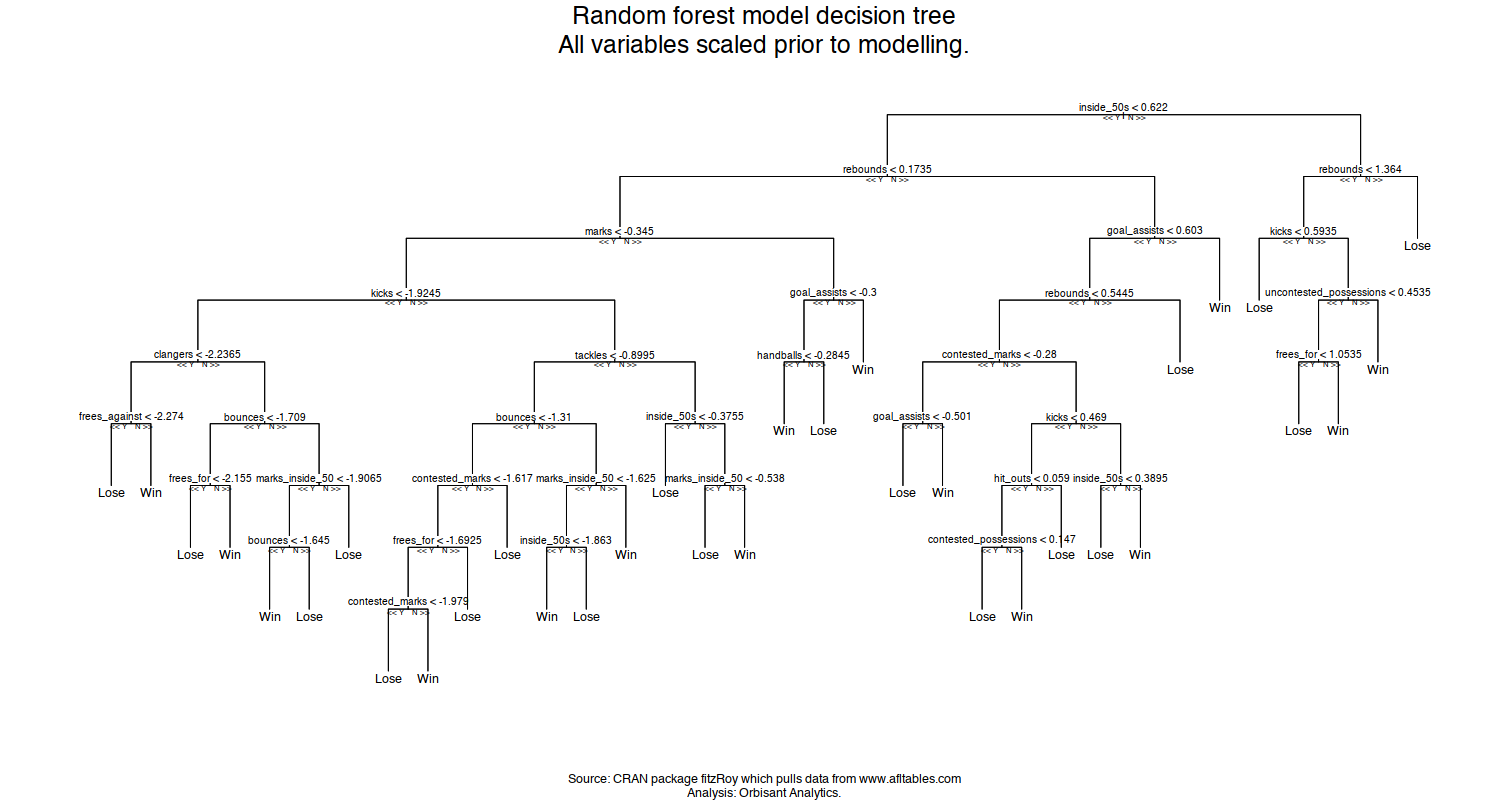 Random forest model decision tree
All variables scaled prior to modelling.
inside_50s < 0.622
<< Y N >>
rebounds < 0.1735
<< Y N >>
rebounds < 1.364
<< Y N >>
marks < -0.345
<< Y N >>
goal_assists < 0.603
<< Y N >>
kicks < 0.5935
<< Y N >>
Lose
kicks < -1.9245
<< Y N >>
goal_assists < -0.3
<< Y N >>
rebounds < 0.5445
<< Y N >>
Win
Lose
uncontested_possessions < 0.4535
<< Y N >>
clangers < -2.2365
<< Y N >>
tackles < -0.8995
<< Y N >>
handballs < -0.2845
<< Y N >>
Win
contested_marks < -0.28
<< Y N >>
Lose
frees_for < 1.0535
<< Y N >>
Win
frees_against < -2.274
<< Y N >>
bounces < -1.709
<< Y N >>
bounces < -1.31
<< Y N >>
inside_50s < -0.3755
<< Y N >>
Win
Lose
goal_assists < -0.501
<< Y N >>
kicks < 0.469
<< Y N >>
Lose
Win
Lose
Win
frees_for < -2.155
<< Y N >>
marks_inside_50 < -1.9065
<< Y N >>
contested_marks < -1.617
<< Y N >>
marks_inside_50 < -1.625
<< Y N >>
Lose
marks_inside_50 < -0.538
<< Y N >>
Lose
Win
hit_outs < 0.059
<< Y N >>
inside_50s < 0.3895
<< Y N >>
Lose
Win
bounces < -1.645
<< Y N >>
Lose
frees_for < -1.6925
<< Y N >>
Lose
inside_50s < -1.863
<< Y N >>
Win
Lose
Win
contested_possessions < 0.147
<< Y N >>
Lose
Lose
Win
Win
Lose
contested_marks < -1.979
<< Y N >>
Lose
Win
Lose
Lose
Win
Lose
Win
Source: CRAN package fitzRoy which pulls data from www.afltables.com
Analysis: Orbisant Analytics.